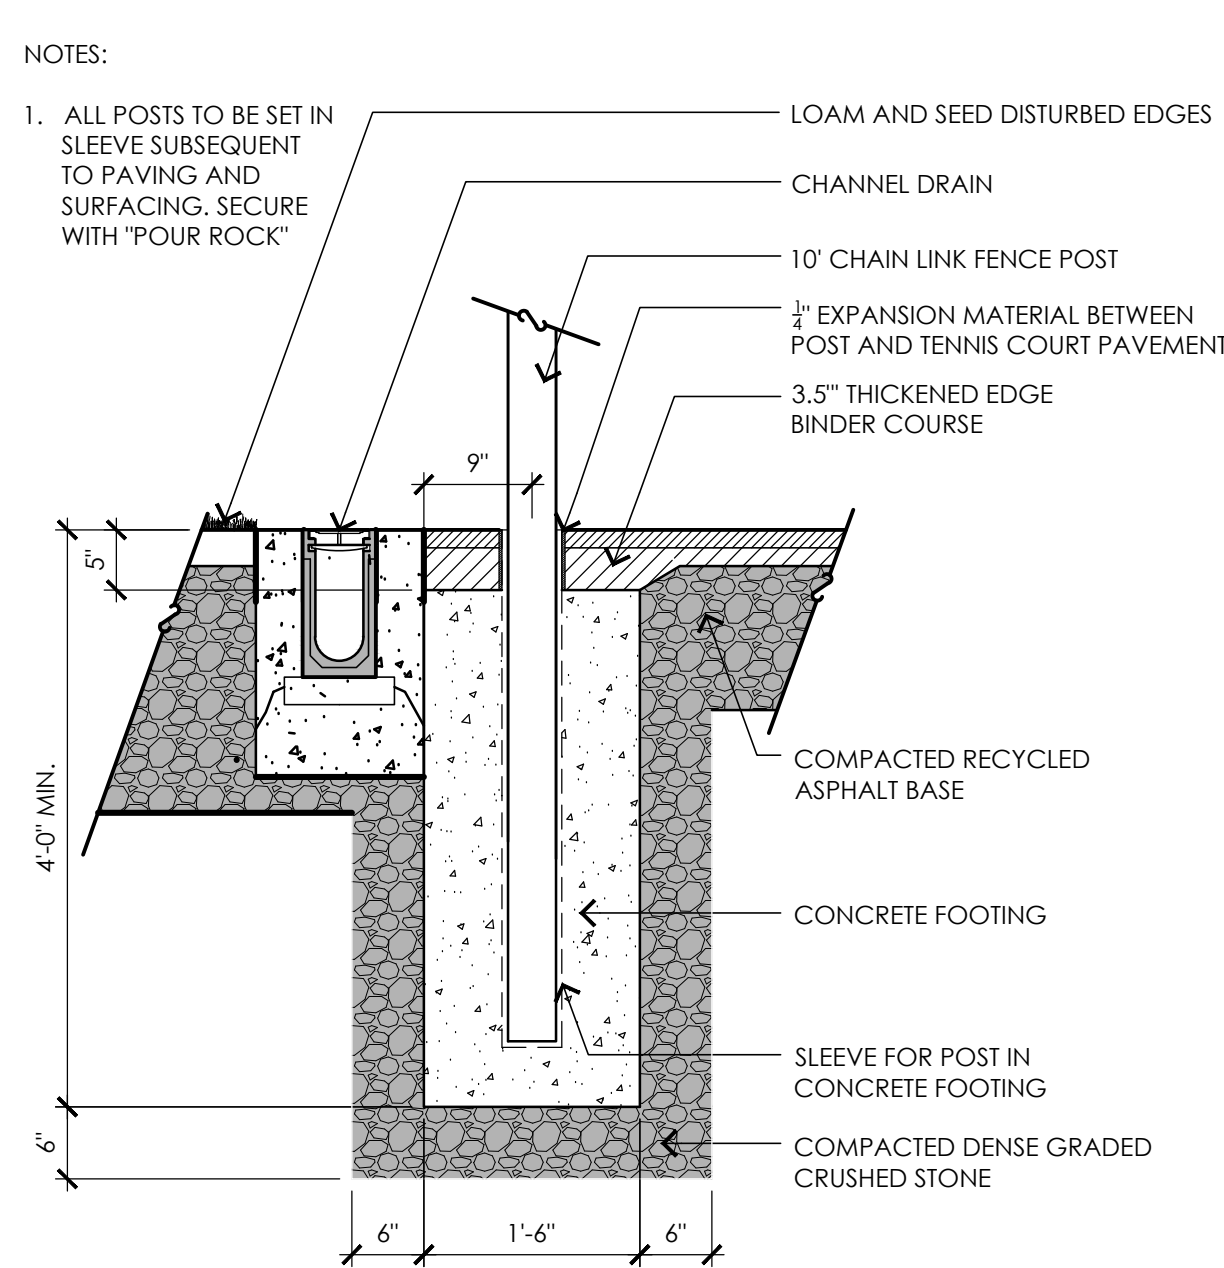 NOTES:
1. ALL POSTS TO BE SET IN
SLEEVE SUBSEQUENT
TO PAVING AND
SURFACING. SECURE
WITH "POUR ROCK"
LOAM AND SEED DISTURBED EDGES
CHANNEL DRAIN
10' CHAIN LINK FENCE POST
1/4" EXPANSION MATERIAL BETWEEN
POST AND TENNIS COURT PAVEMENT
3.5'" THICKENED EDGE
BINDER COURSE
9"
5"
4'-0" MIN.
COMPACTED RECYCLED
ASPHALT BASE
CONCRETE FOOTING
SLEEVE FOR POST IN
CONCRETE FOOTING
6"
COMPACTED DENSE GRADED
CRUSHED STONE
6"
1'-6"
6"